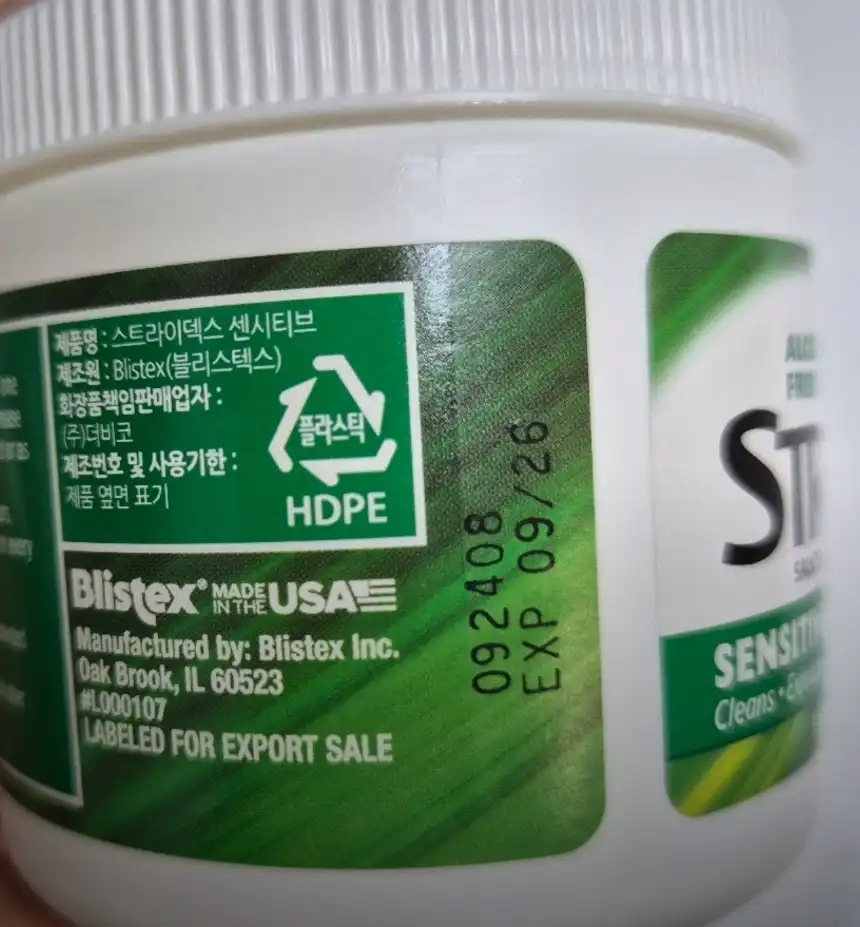 제품명 : 스트라이덱스 센시티브
제조원 : Blistex(블리스텍스)
화장품책임판매업자 :
(주)더비코
제조번호 및 사용기한 :
제품 옆면 표기
플라스틱
HDPE
Blistex® MADE IN THE USA
Manufactured by: Blistex Inc.
Oak Brook, IL 60523
#L000107
LABELED FOR EXPORT SALE
092408
EXP 09/26
Cleans •